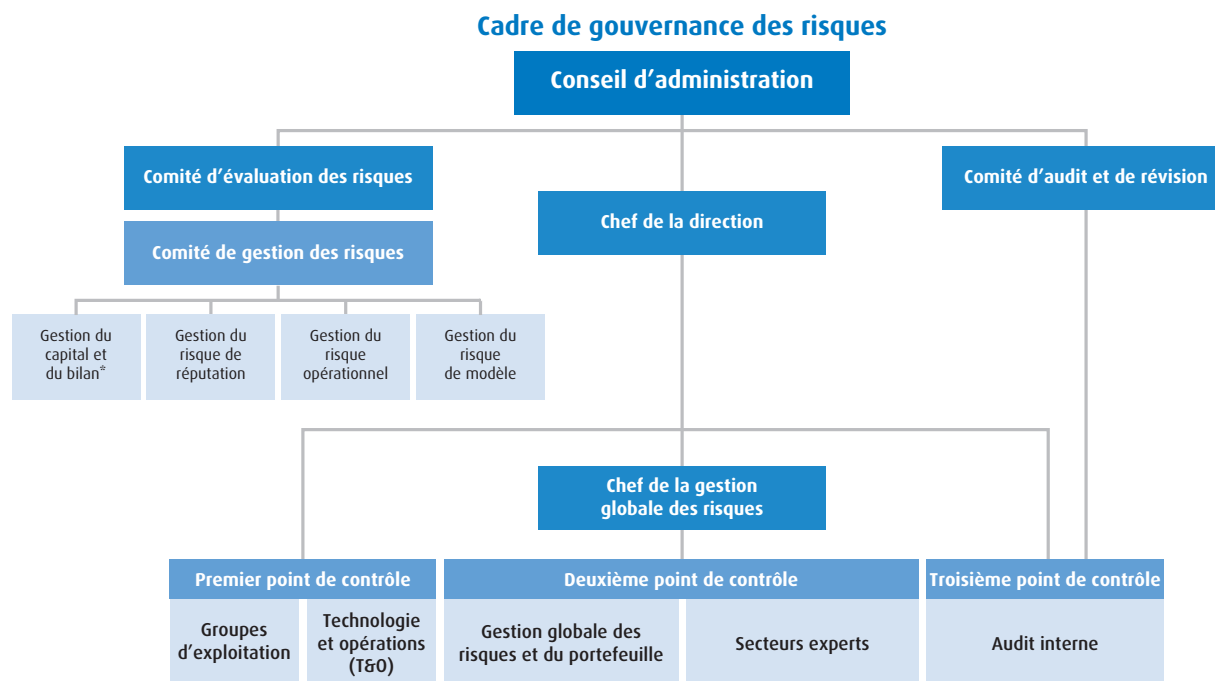 Cadre de gouvernance des risques
Conseil d'administration
Comité d'évaluation des risques
Comité d'audit et de révision
Chef de la direction
Comité de gestion des risques
Gestion du
capital et
du bilan*
Gestion du
risque de
réputation
Gestion du
risque
opérationnel
Gestion du
risque
de modèle
Chef de la gestion
globale des risques
Premier point de contrôle
Deuxième point de contrôle
Troisième point de contrôle
Groupes
d'exploitation
Technologie
et opérations
(T&O)
Gestion globale des
risques et du portefeuille
Secteurs experts
Audit interne